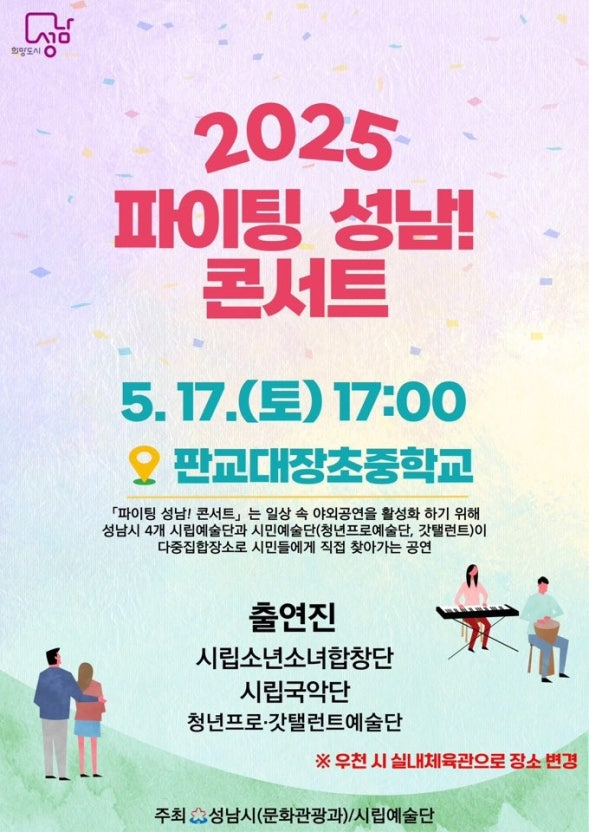 희망도시
성남
2025
파이팅 성남!
콘서트
5. 17.(토) 17:00
판교대장초중학교
「파이팅 성남! 콘서트」는 일상 속 야외공연을 활성화 하기 위해
성남시 4개 시립예술단과 시민예술단(청년프로예술단, 갓탤런트)이
다중집합장소로 시민들에게 직접 찾아가는 공연
출연진
시립소년소녀합창단
시립국악단
청년프로·갓탤런트예술단
※ 우천 시 실내체육관으로 장소 변경
주최 성남시(문화관광과)/시립예술단